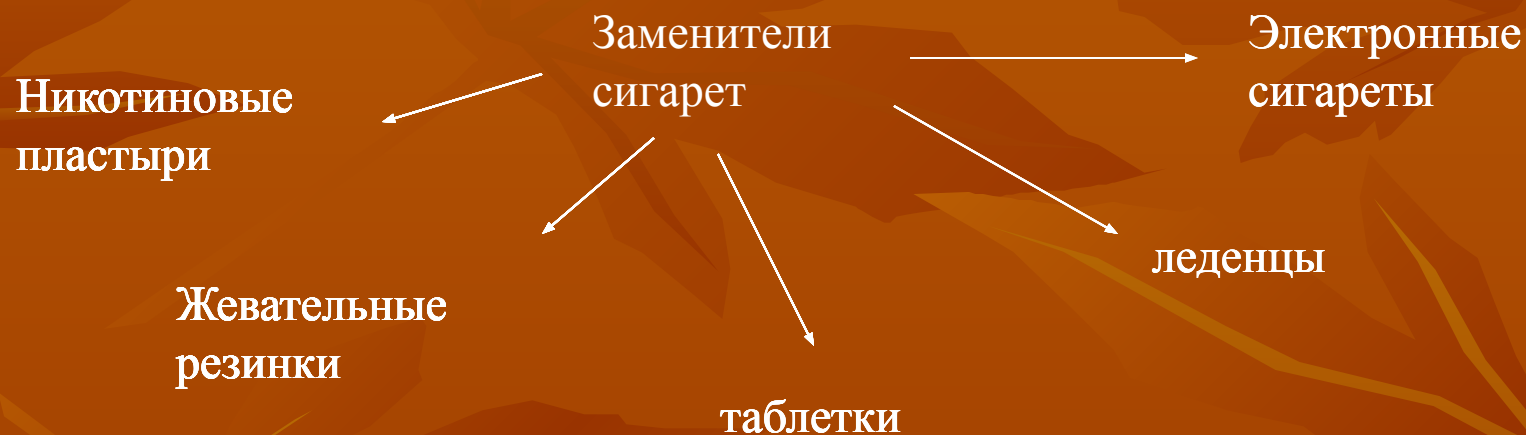 Заменители
сигарет
Электронные
сигареты
Никотиновые
пластыри
леденцы
Жевательные
резинки
таблетки